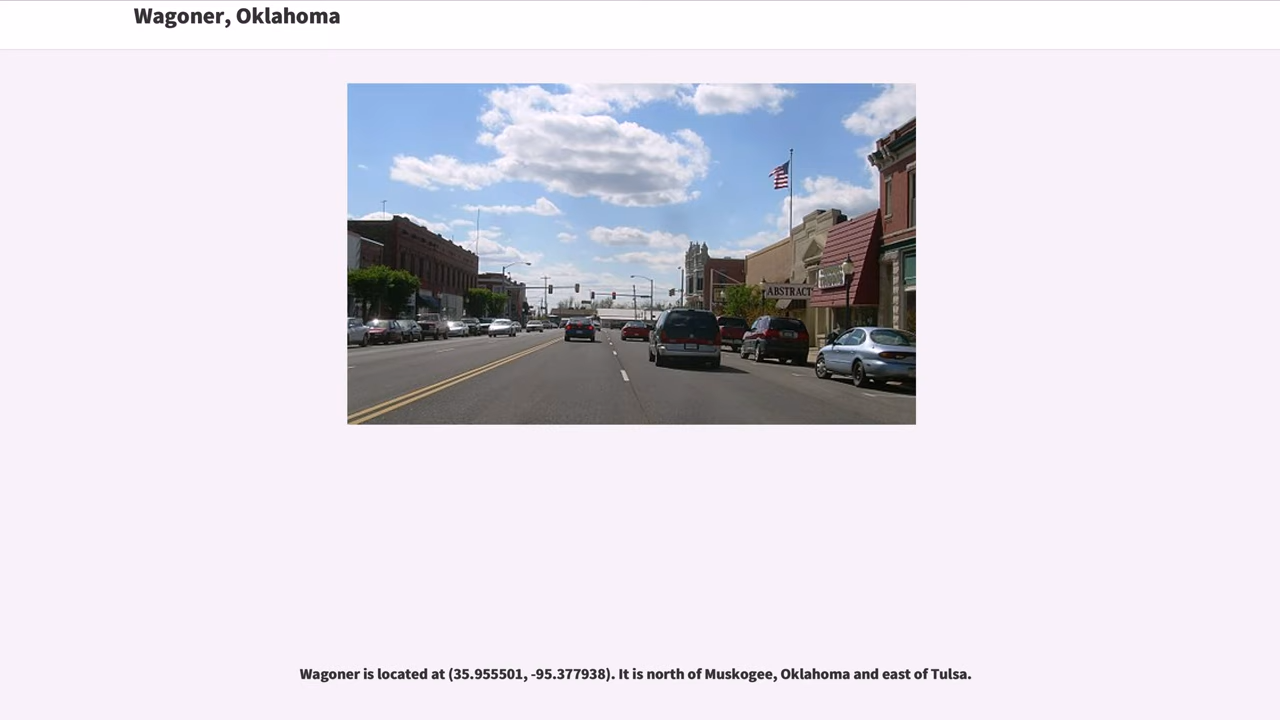 Wagoner, Oklahoma
ABSTRACT
Wagoner is located at (35.955501, -95.377938). It is north of Muskogee, Oklahoma and east of Tulsa.